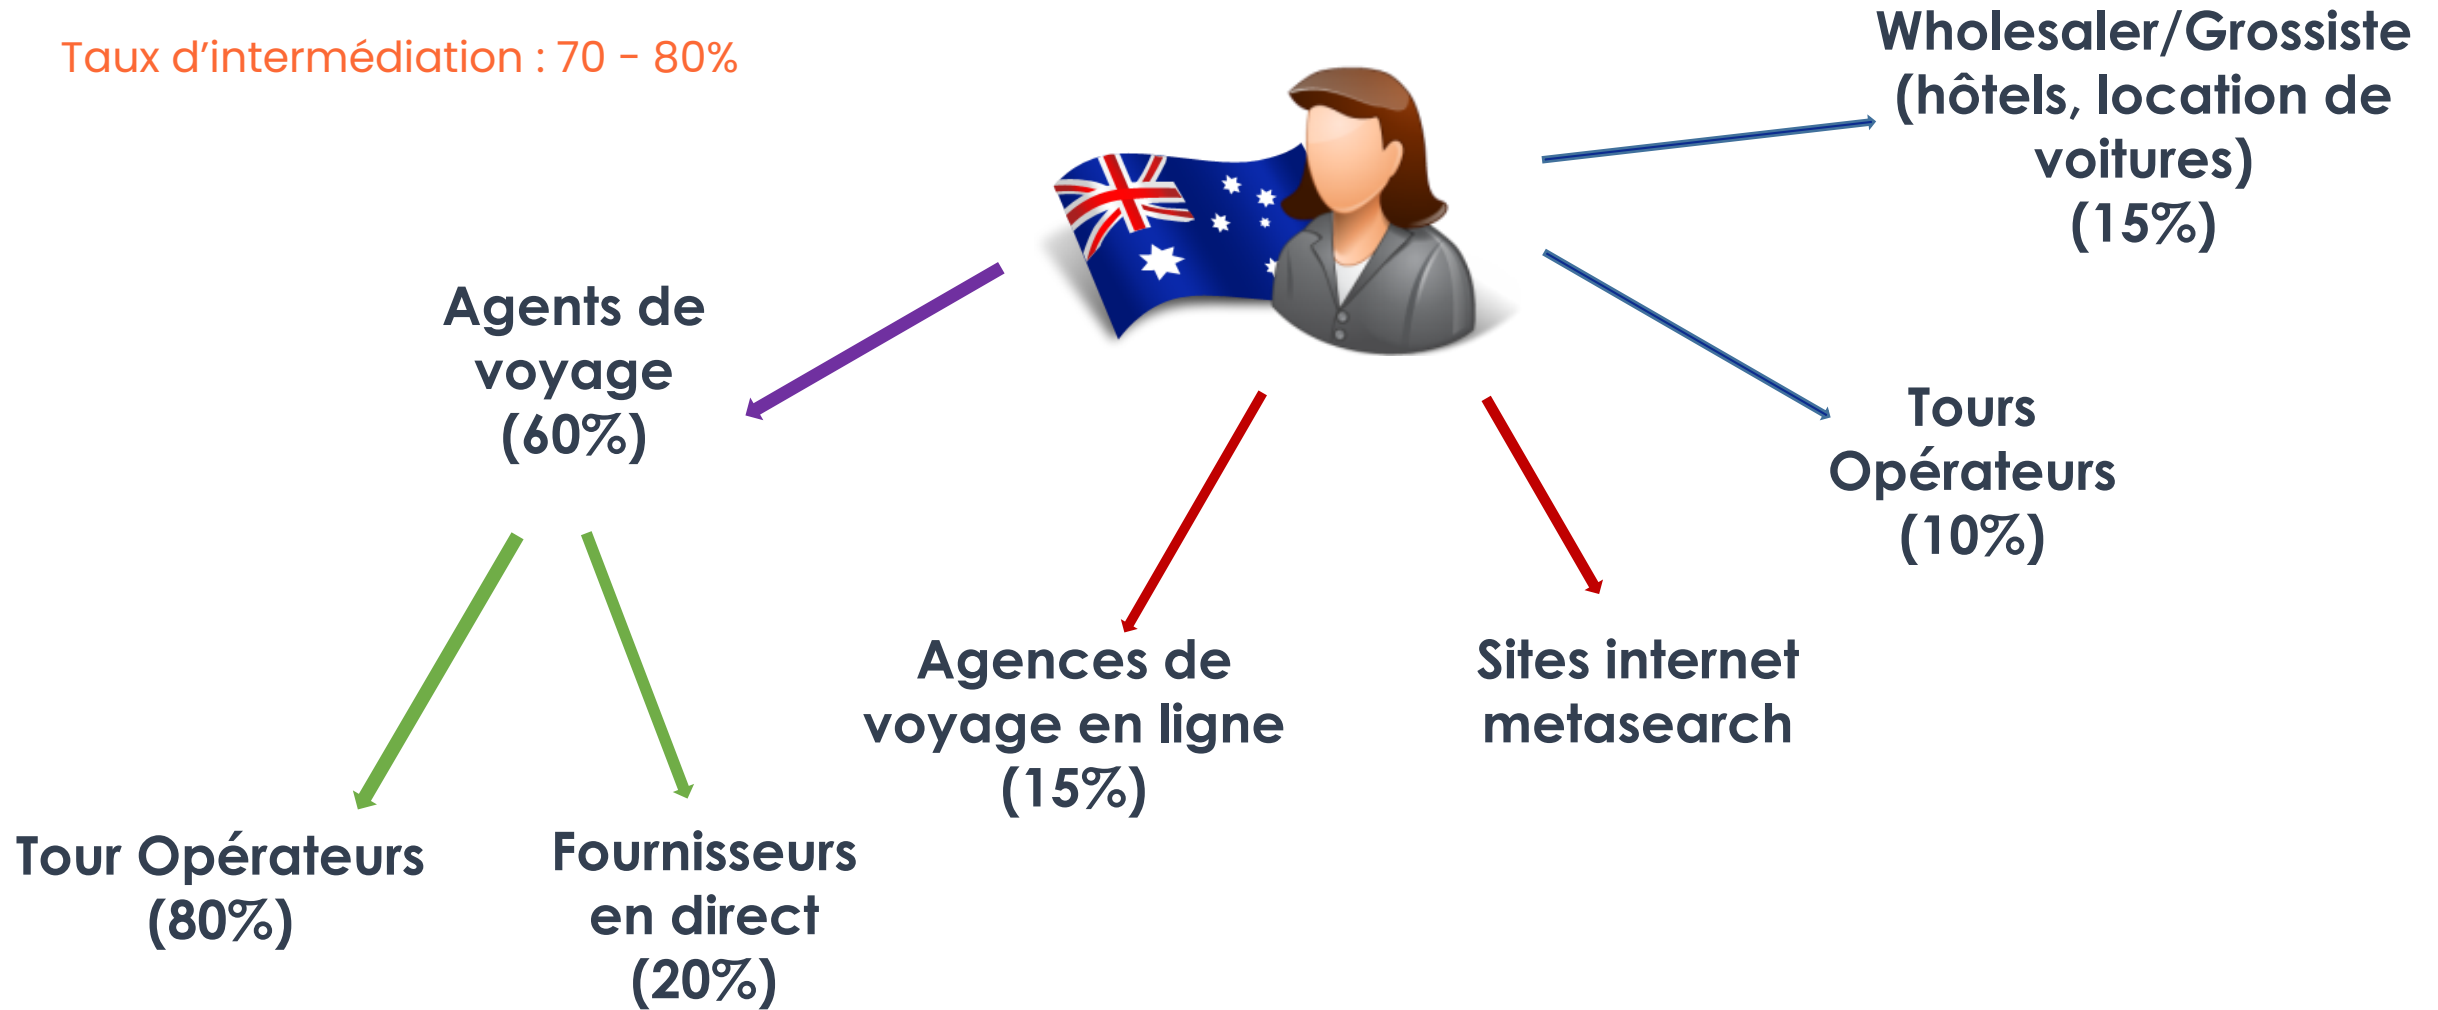 Taux d’intermédiation : 70 - 80%
Wholesaler/Grossiste
(hôtels, location de
voitures)
(15%)
Agents de
voyage
(60%)
Tours
Opérateurs
(10%)
Agences de
voyage en ligne
(15%)
Sites internet
metasearch
Tour Opérateurs
(80%)
Fournisseurs
en direct
(20%)